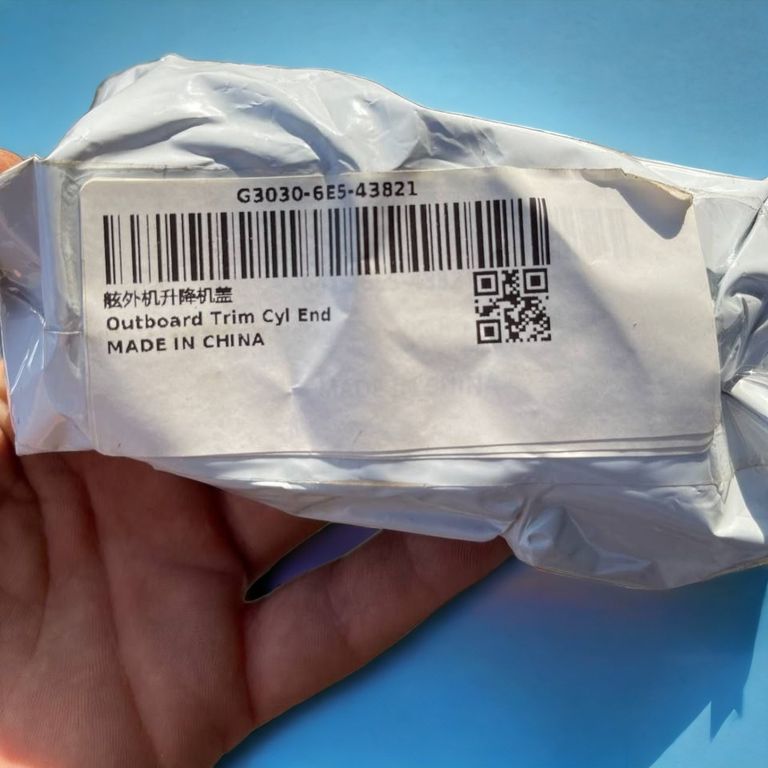 G3030-6E5-43821
舷外机升降机盖
Outboard Trim Cyl End
MADE IN CHINA